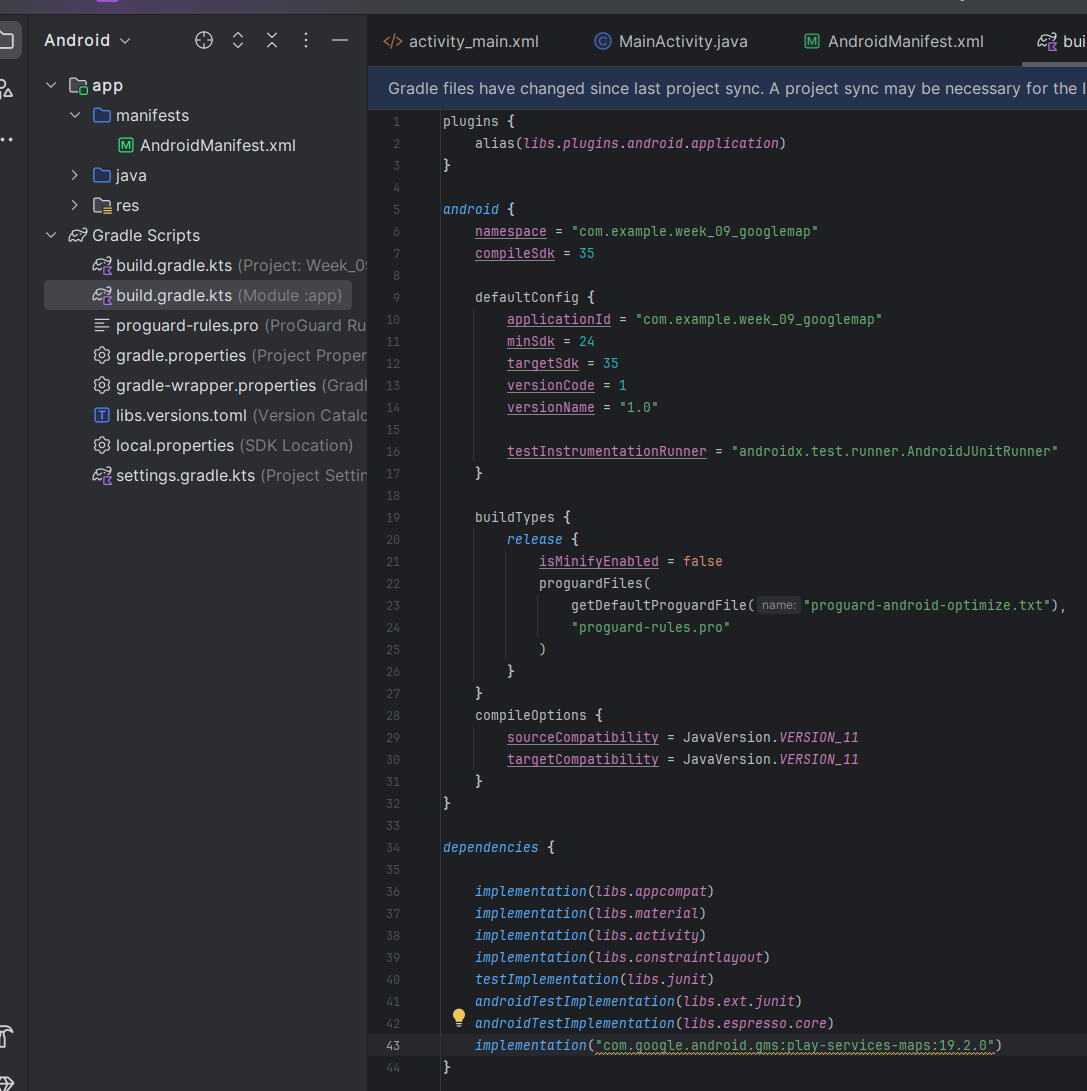 Android
app
manifests
AndroidManifest.xml
java
res
Gradle Scripts
build.gradle.kts (Project: Week_09
build.gradle.kts (Module :app)
proguard-rules.pro (ProGuard Ru
gradle.properties (Project Proper
gradle-wrapper.properties (Grad
libs.versions.toml (Version Catalo
local.properties (SDK Location)
settings.gradle.kts (Project Settin
activity_main.xml MainActivity.java AndroidManifest.xml bui
Gradle files have changed since last project sync. A project sync may be necessary for the I
1 plugins {
2 alias(libs.plugins.android.application)
3 }
4
5 android {
6 namespace = "com.example.week_09_googlemap"
7 compileSdk = 35
8
9 defaultConfig {
10 applicationId = "com.example.week_09_googlemap"
11 minSdk = 24
12 targetSdk = 35
13 versionCode = 1
14 versionName = "1.0"
15
16 testInstrumentationRunner = "androidx.test.runner.AndroidJUnitRunner"
17 }
18
19 buildTypes {
20 release {
21 isMinifyEnabled = false
22 proguardFiles(
23 getDefaultProguardFile( name: "proguard-android-optimize.txt"),
24 "proguard-rules.pro"
25 )
26 }
27 }
28 compileOptions {
29 sourceCompatibility = JavaVersion.VERSION_11
30 targetCompatibility = JavaVersion.VERSION_11
31 }
32 }
33
34 dependencies {
35
36 implementation(libs.appcompat)
37 implementation(libs.material)
38 implementation(libs.activity)
39 implementation(libs.constraintlayout)
40 testImplementation(libs.junit)
41 androidTestImplementation(libs.ext.junit)
42 androidTestImplementation(libs.espresso.core)
43 implementation("com.google.android.gms:play-services-maps:19.2.0")
44 }